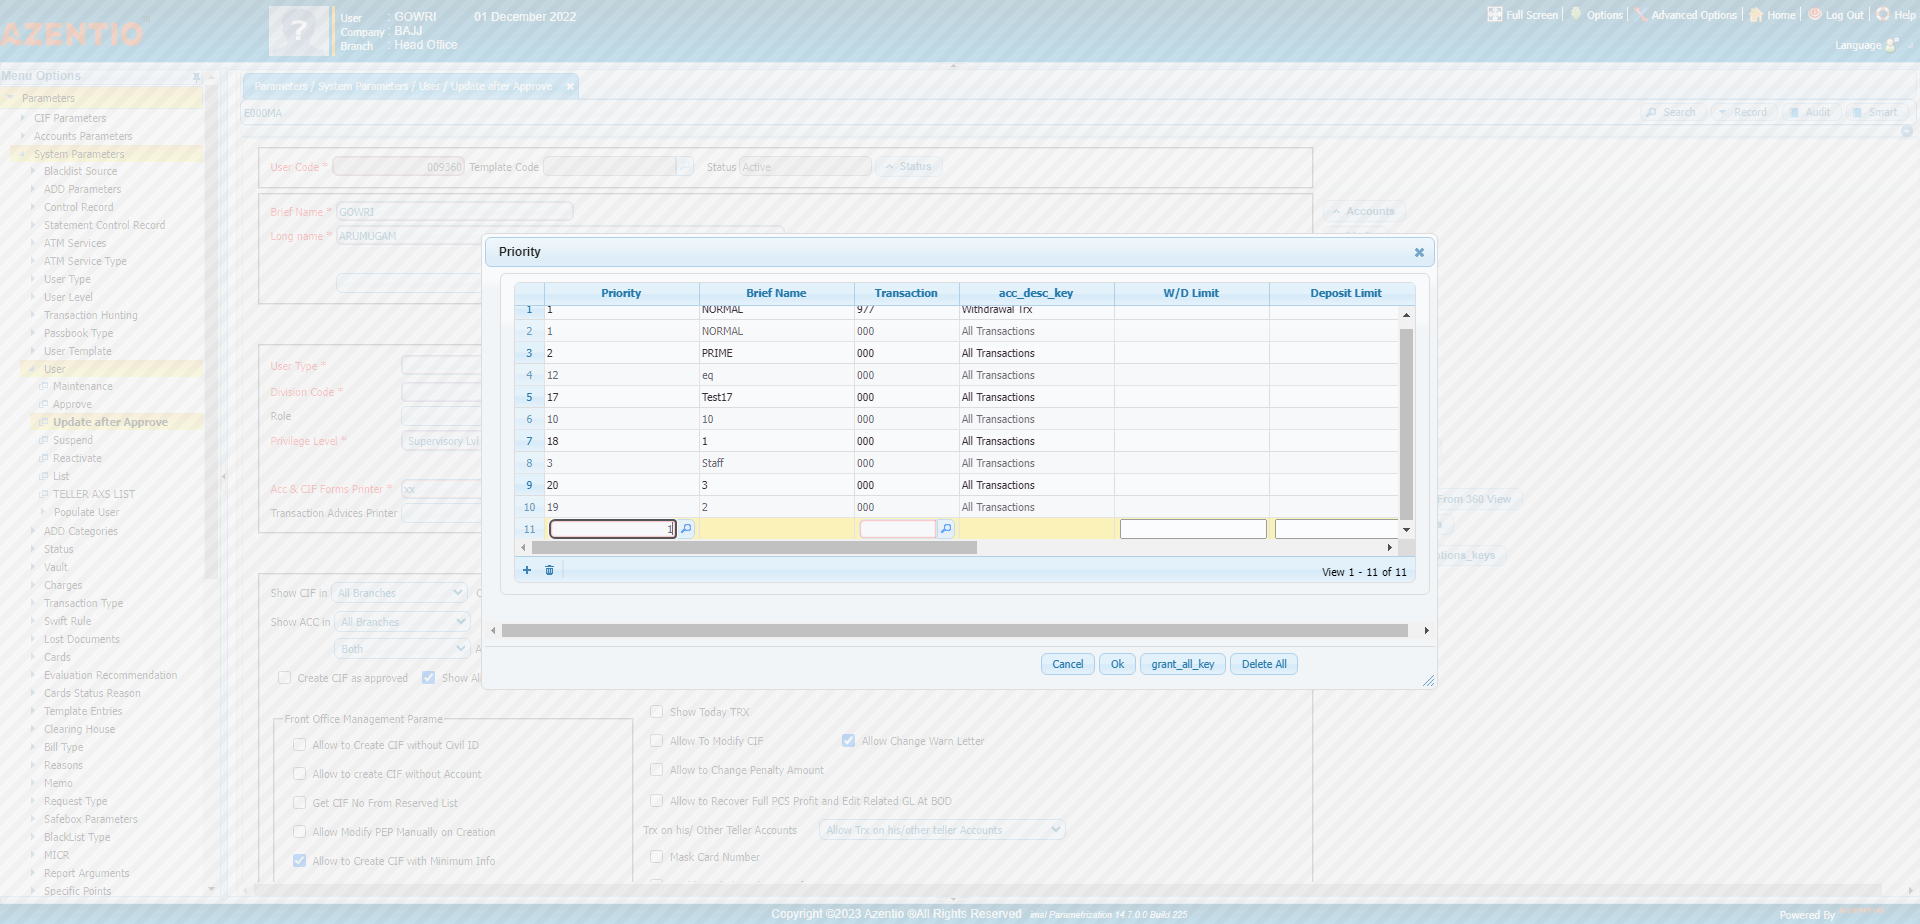 AZENTIO
User : GOWRI 01 December 2022
Company : BAJJ
Branch : Head Office
Full Screen Options Advanced Options Home Log Out Help
Language
Menu Options
Parameters
CIF Parameters
Accounts Parameters
System Parameters
Blacklist Source
ADD Parameters
Control Record
Statement Control Record
ATM Services
ATM Service Type
User Type
User Level
Transaction Hunting
Passbook Type
User Template
User
Maintenance
Approve
Update after Approve
Suspend
Reactivate
List
TELLER AXS LIST
Populate User
ADD Categories
Status
Vault
Charges
Transaction Type
Swift Rule
Lost Documents
Cards
Evaluation Recommendation
Cards Status Reason
Template Entries
Clearing House
Bill Type
Reasons
Memo
Request Type
Safebox Parameters
BlackList Type
MICR
Report Arguments
Specific Points
Parameters / System Parameters / User / Update after Approve
E000MA
Search Record Audit Smart
User Code * 009360 Template Code Status Active Status
Brief Name * GOWRI
Accounts
Long name * ARUMUGAM
User Type *
Division Code *
Role
Privilege Level * Supervisory Lvl
Acc & CIF Forms Printer * xx
Transaction Advices Printer
From 360 View
ations_keys
Show CIF in All Branches
Show ACC in All Branches
Both
Create CIF as approved Show Al
Front Office Management Parame
Allow to Create CIF without Civil ID
Allow to create CIF without Account
Get CIF No From Reserved List
Allow Modify PEP Manually on Creation
Allow to Create CIF with Minimum Info
Show Today TRX
Allow To Modify CIF Allow Change Warn Letter
Allow to Change Penalty Amount
Allow to Recover Full PCS Profit and Edit Related GL At BOD
Trx on his/ Other Teller Accounts Allow Trx on his/other teller Accounts
Mask Card Number
Priority
Priority Brief Name Transaction acc_desc_key W/D Limit Deposit Limit
1 1 NORMAL 977 Withdrawal Trx
2 1 NORMAL 000 All Transactions
3 2 PRIME 000 All Transactions
4 12 eq 000 All Transactions
5 17 Test17 000 All Transactions
6 10 10 000 All Transactions
7 18 1 000 All Transactions
8 3 Staff 000 All Transactions
9 20 3 000 All Transactions
10 19 2 000 All Transactions
11 1
View 1 - 11 of 11
Cancel Ok grant_all_key Delete All
Copyright ©2023 Azentio ®All Rights Reserved imal Parametrization 14.7.0.0 Build 225
Powered By